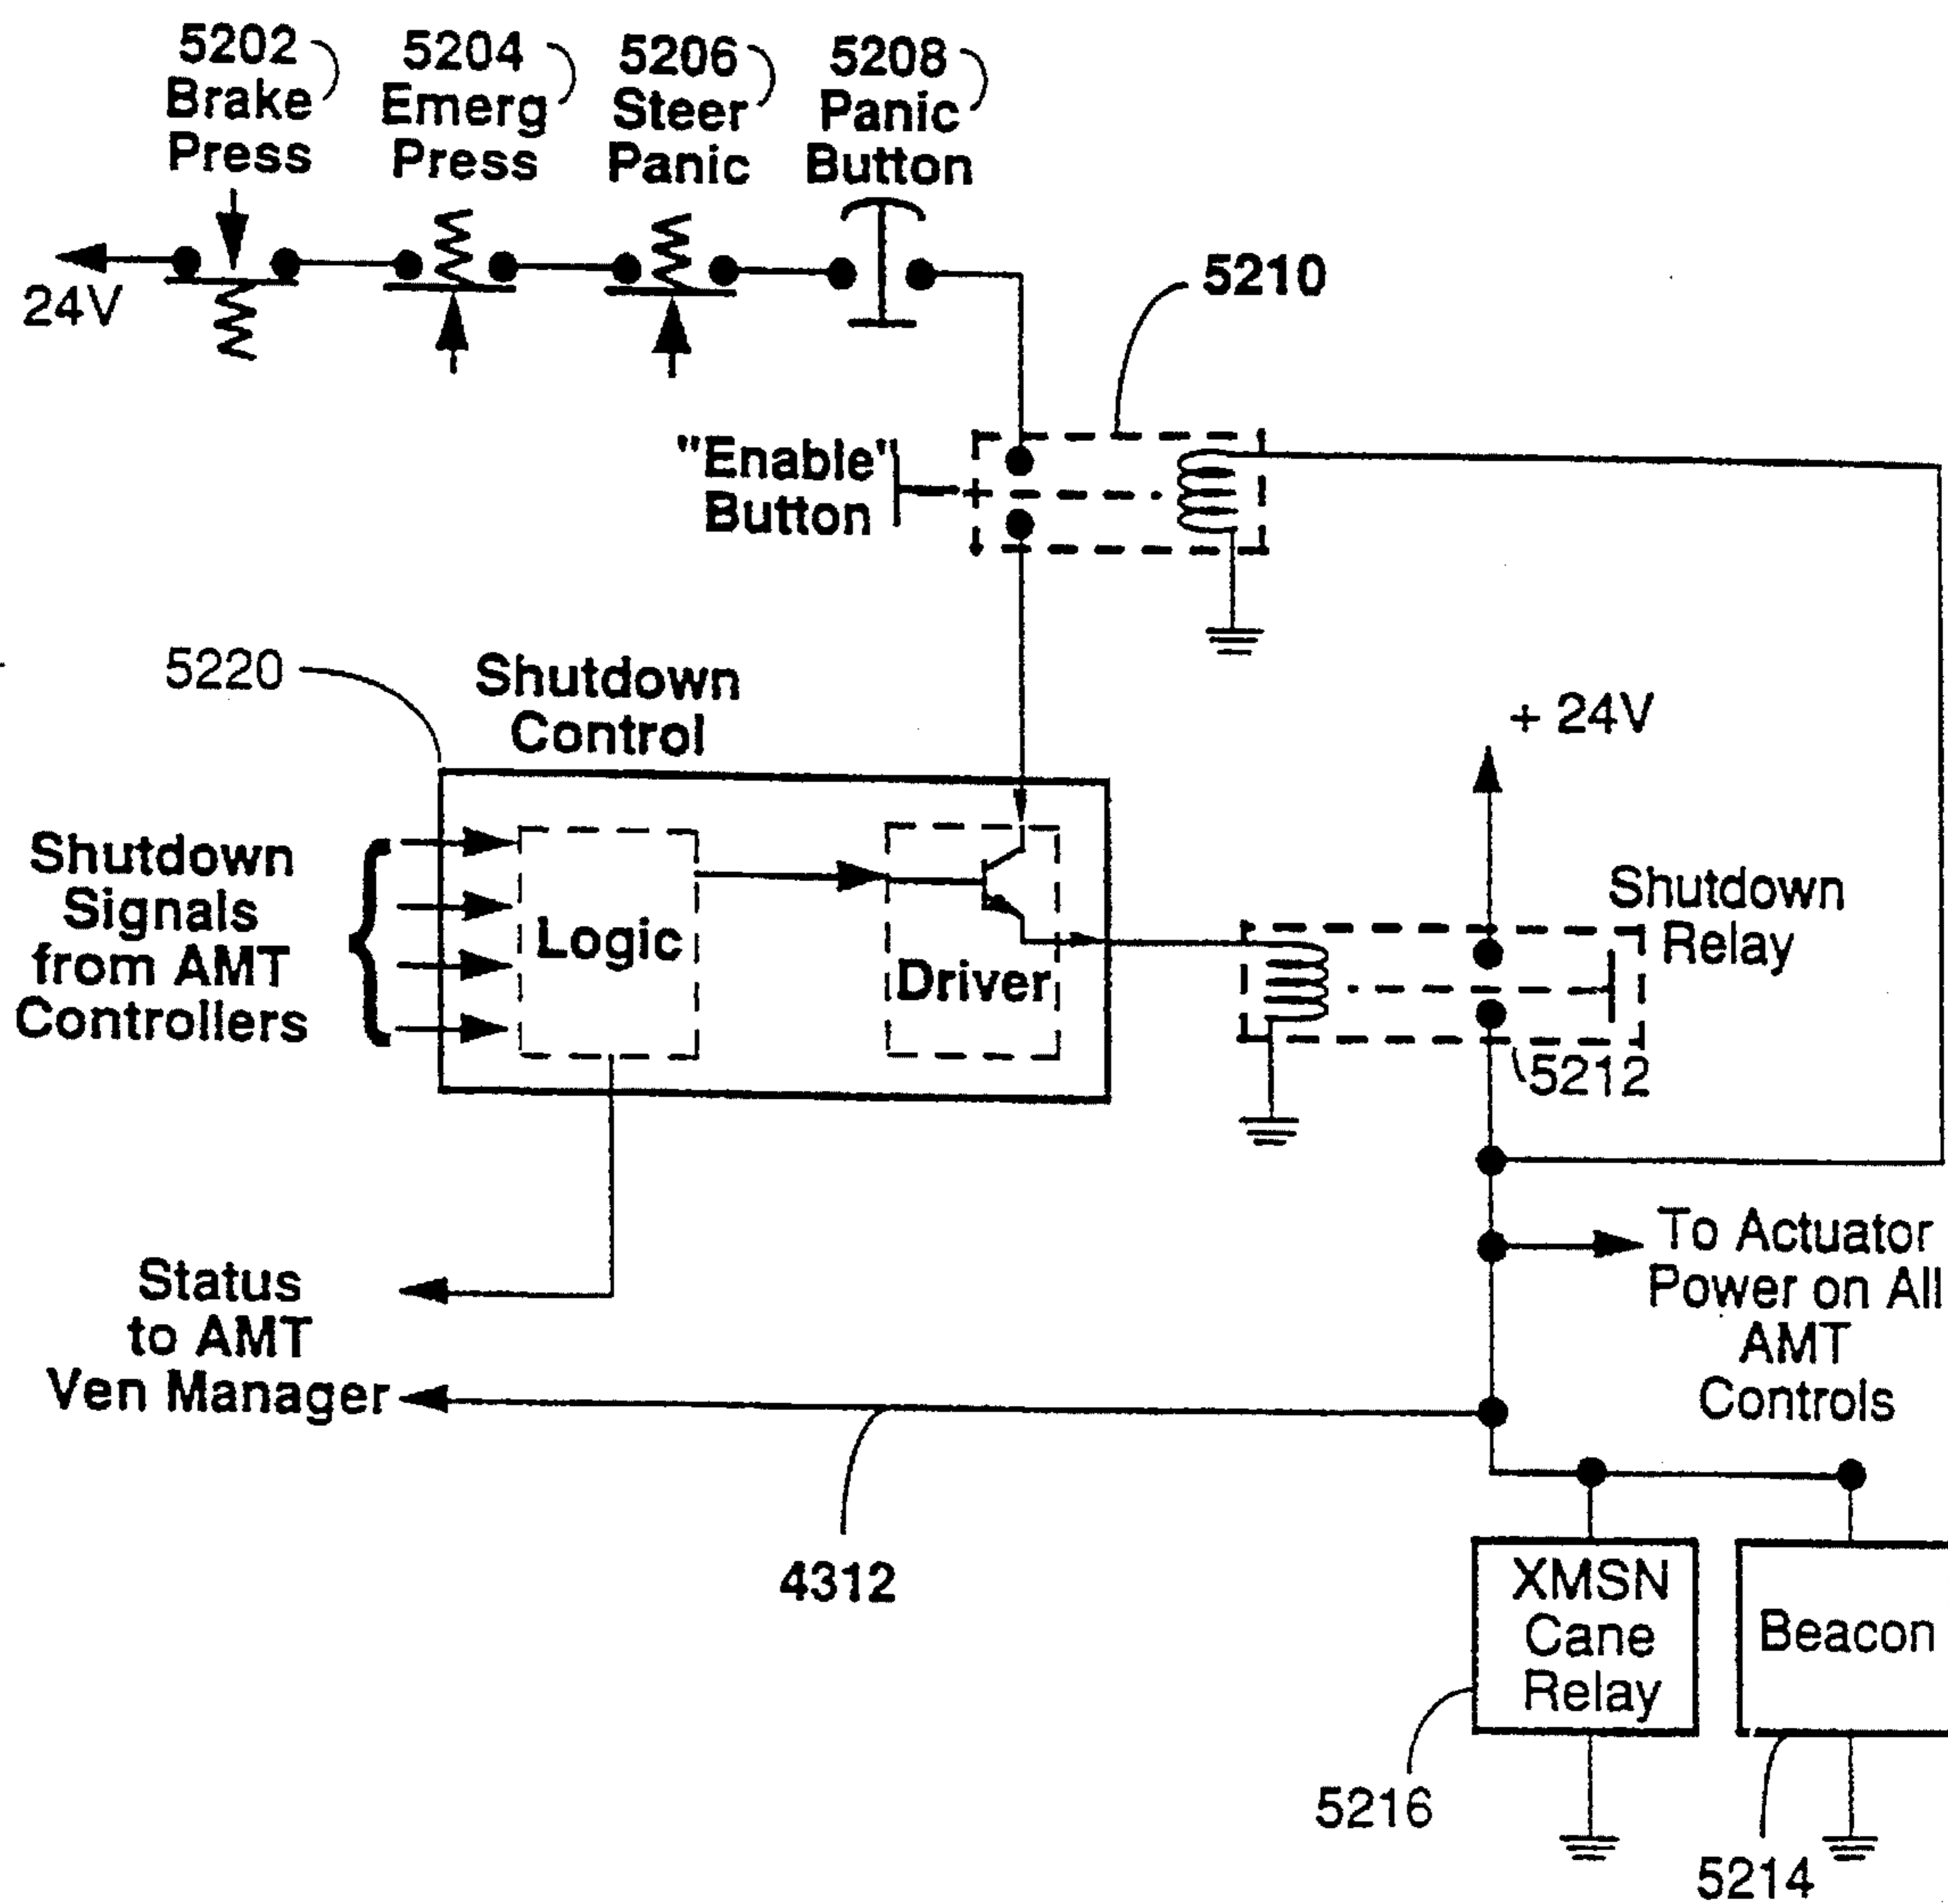 5202
Brake
Press
5204
Emerg
Press
5206
Steer
Panic
5208
Panic
Button
24V
5210
"Enable"
Button
5220
Shutdown
Control
+ 24V
Shutdown
Signals
from AMT
Controllers
Logic
Driver
Shutdown
Relay
5212
To Actuator
Power on All
AMT
Controls
Status
to AMT
Ven Manager
4312
XMSN
Cane
Relay
Beacon
5216
5214